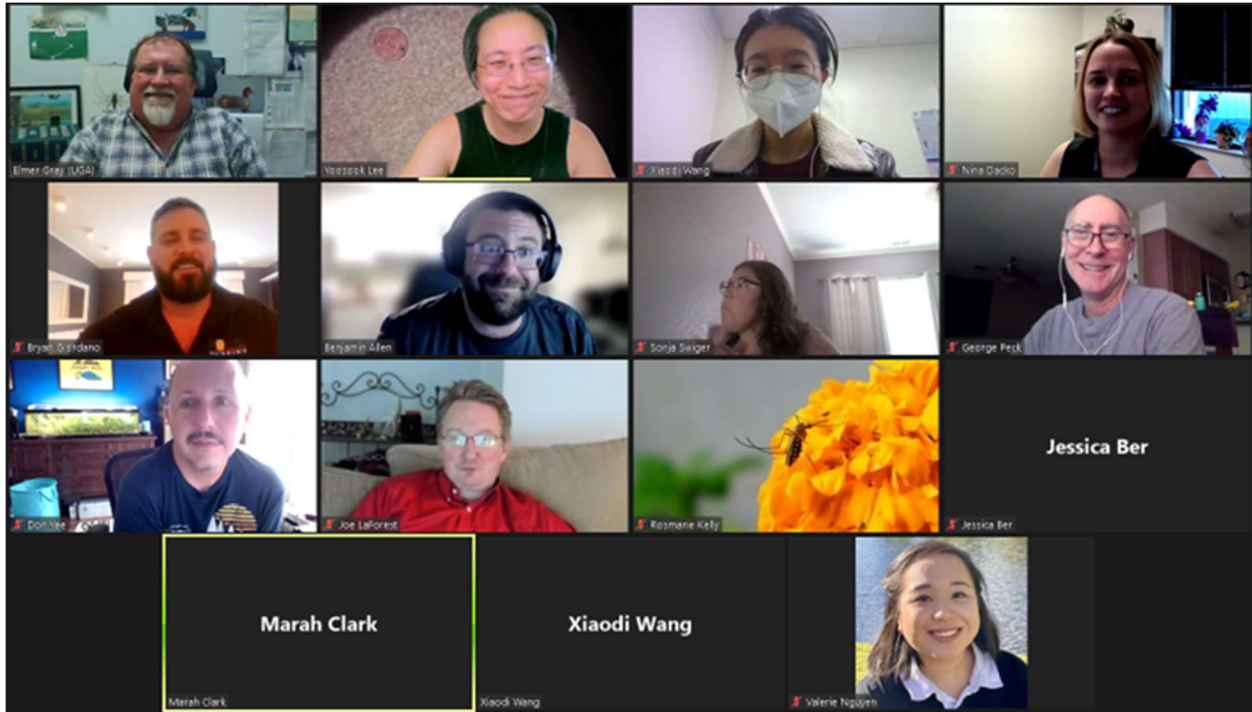 Elmer Gray (UGA)
Yoosook Lee
Xiaodi Wang
Nina Dacko
Bryan Giordano
Benjamin Allen
Sonja Swiger
George Peck
Don Yee
Joe LaForest
Rosmarie Kelly
Jessica Ber
Jessica Ber
Marah Clark
Marah Clark
Xiaodi Wang
Xiaodi Wang
Valerie Nguyen